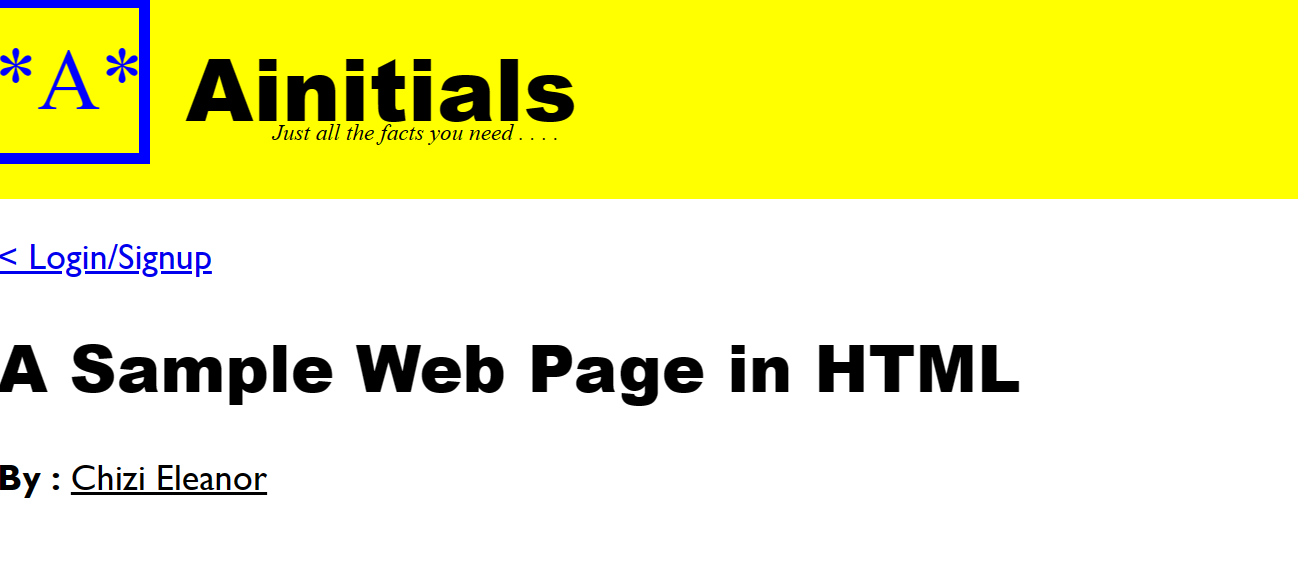 *A*
Ainitials
Just all the facts you need . . . .
< Login/Signup
A Sample Web Page in HTML
By : Chizi Eleanor